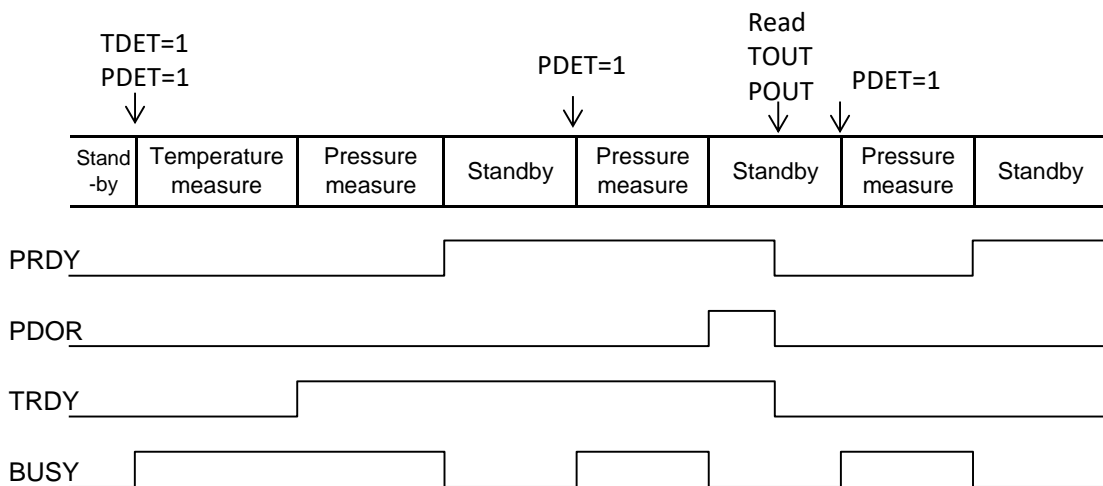 TDET=1
PDET=1
PDET=1
Read
TOUT
POUT
PDET=1
Stand
-by
Temperature
measure
Pressure
measure
Standby
Pressure
measure
Standby
Pressure
measure
Standby
PRDY
PDOR
TRDY
BUSY